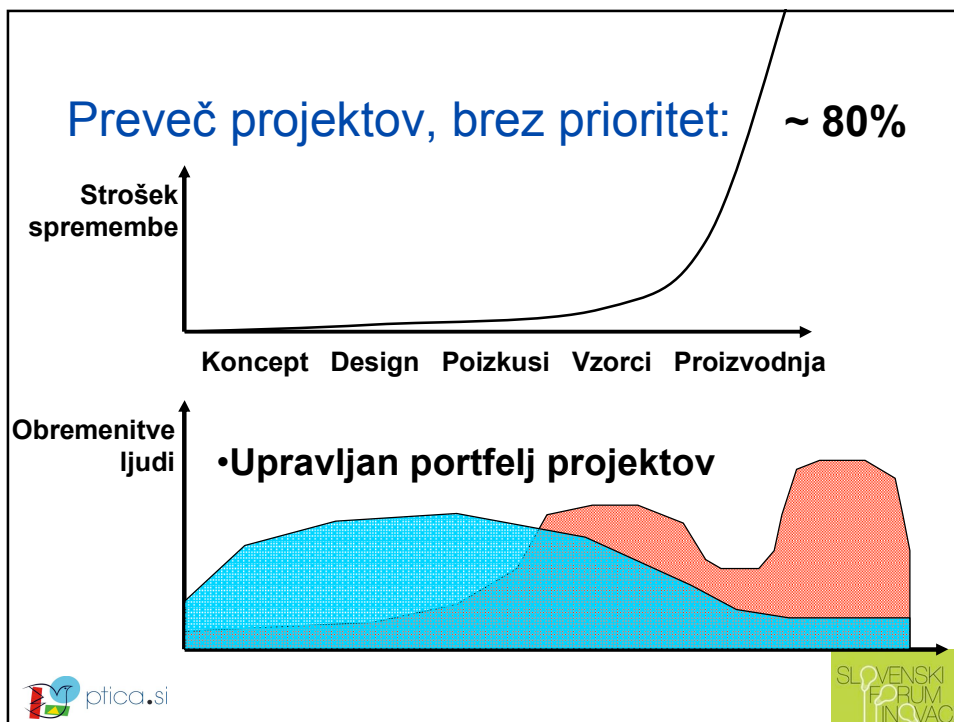 Preveč projektov, brez prioritet: ~ 80%
Strošek
spremembe
Koncept Design Poizkusi Vzorci Proizvodnja
Obremenitve
ljudi
•Upravljan portfelj projektov
ptica.si
SLOVENSKI
FORUM
INOVAC